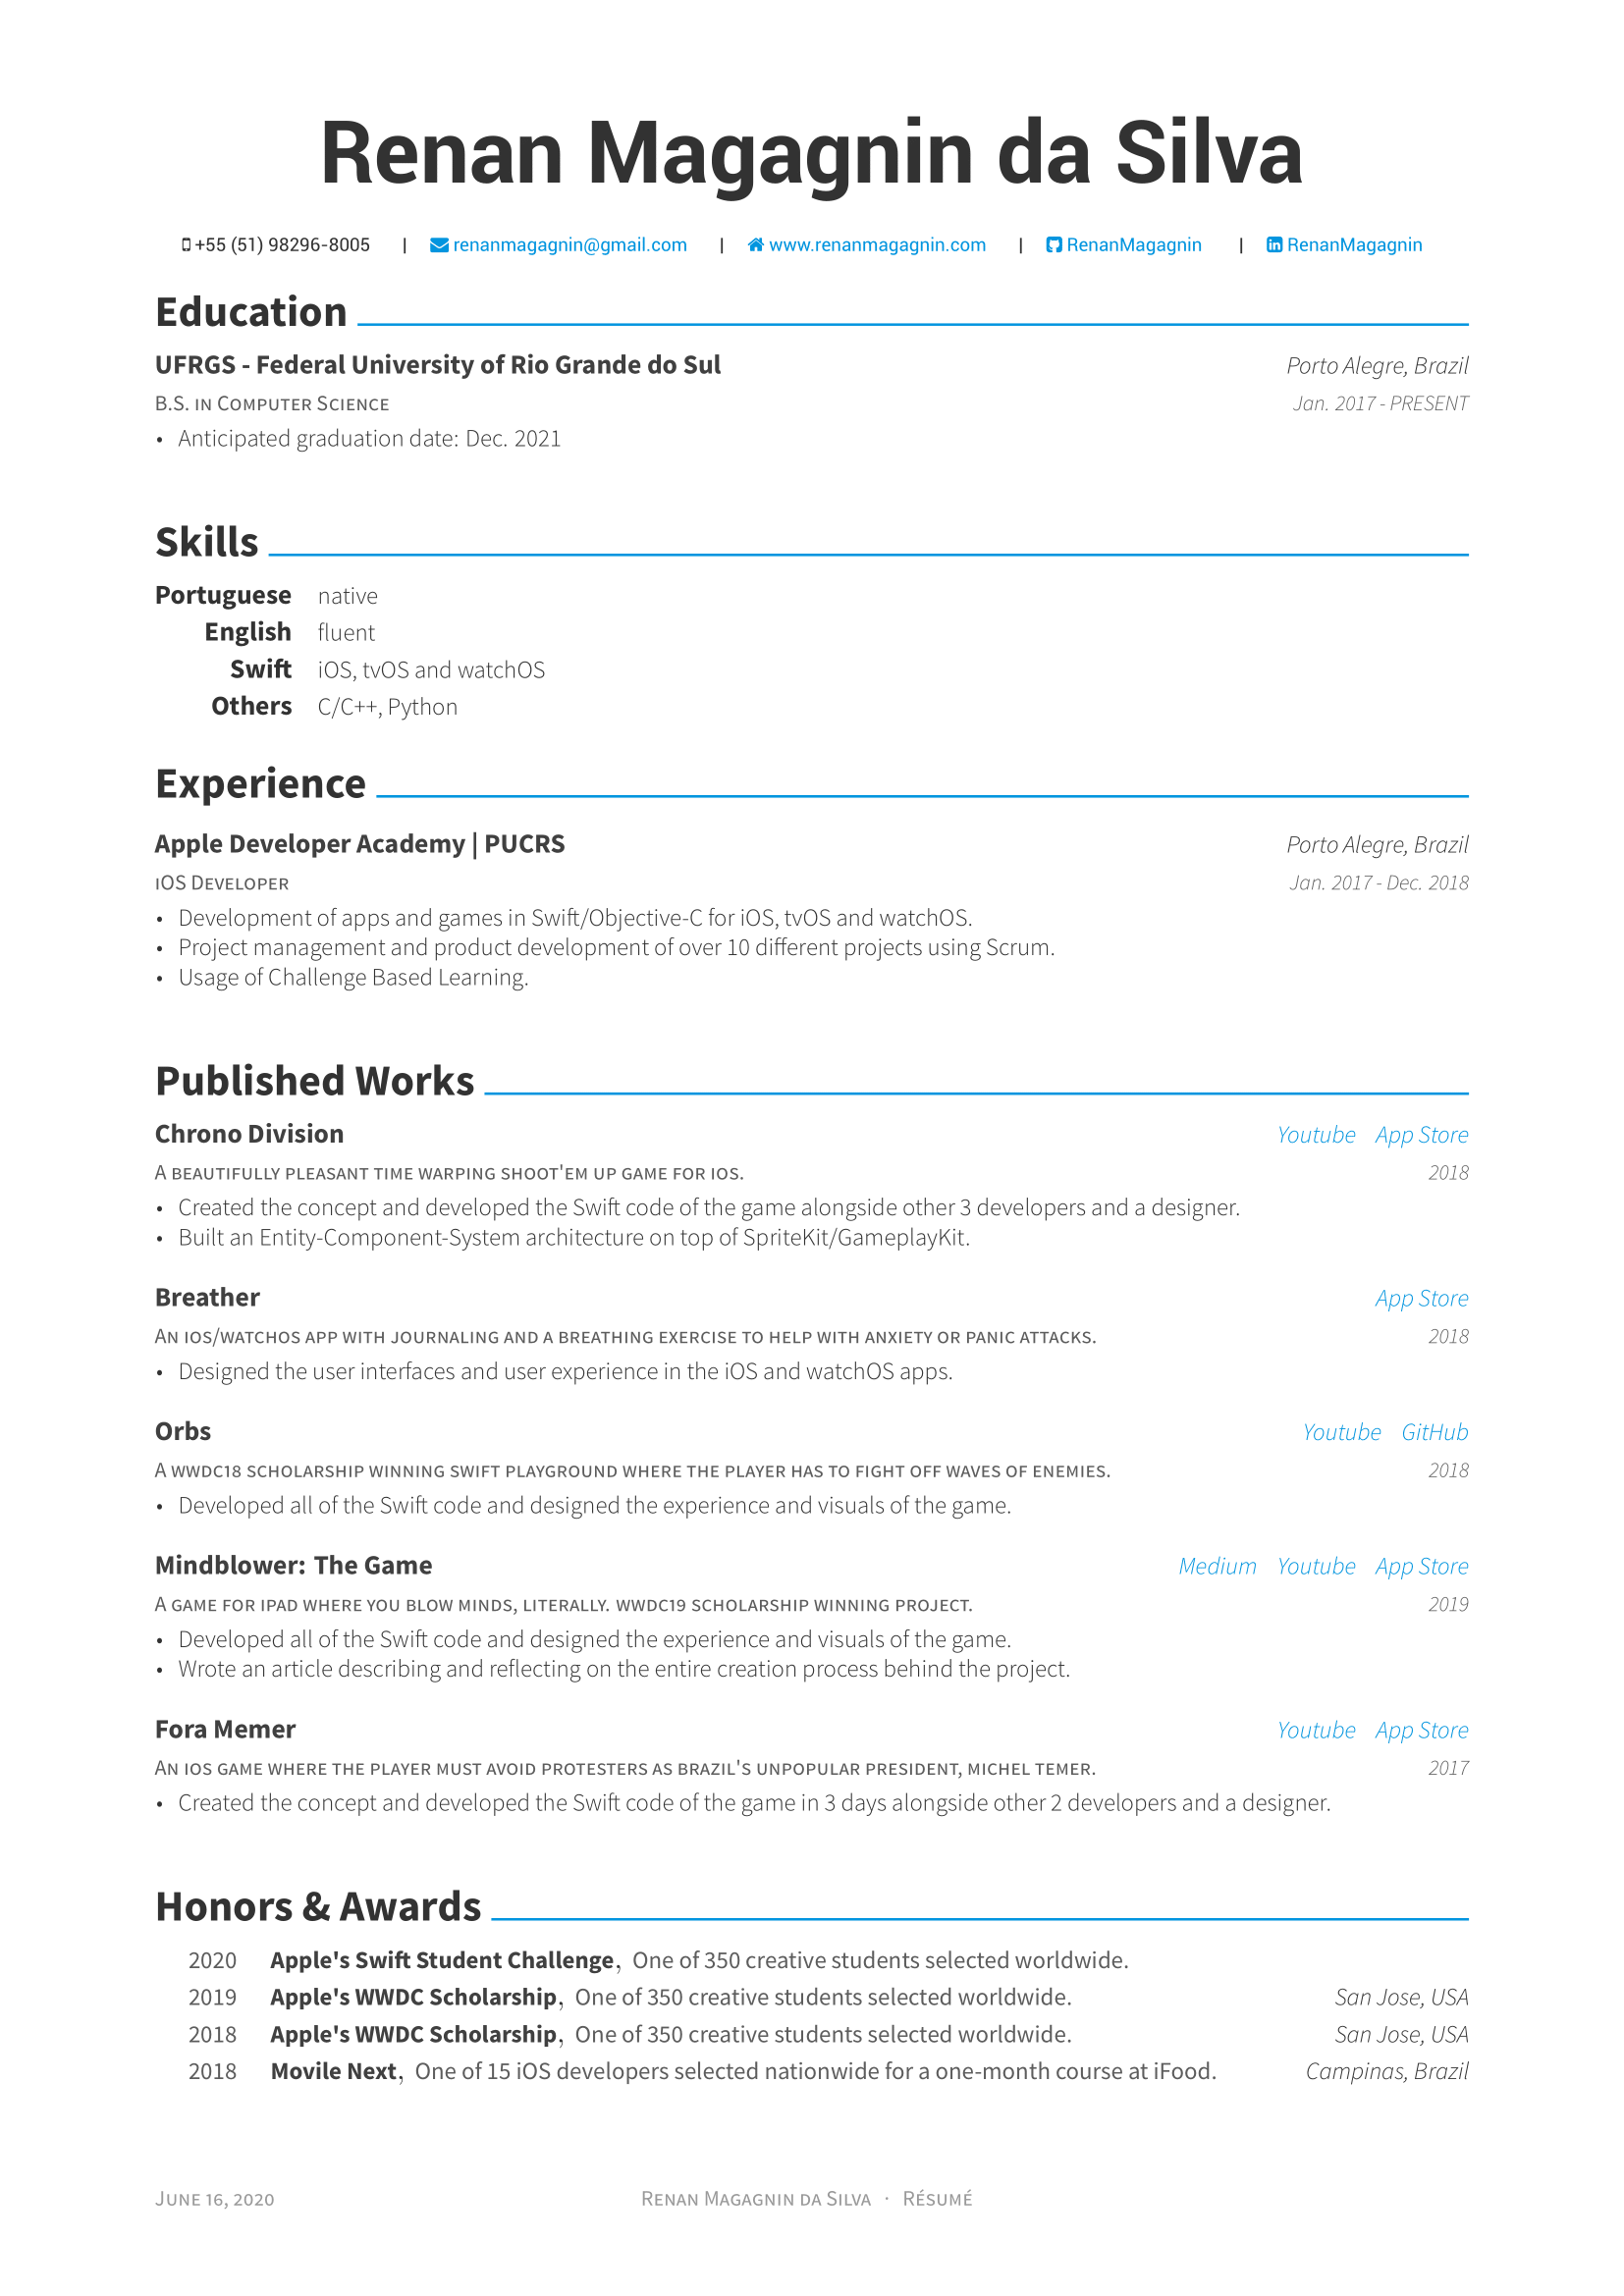 Renan Magagnin da Silva
+55 (51) 98296-8005 | renanmagagnin@gmail.com | www.renanmagagnin.com | RenanMagagnin | RenanMagagnin
Education
UFRGS - Federal University of Rio Grande do Sul Porto Alegre, Brazil
B.S. in Computer Science Jan. 2017 - PRESENT
• Anticipated graduation date: Dec. 2021
Skills
Portuguese native
English fluent
Swift iOS, tvOS and watchOS
Others C/C++, Python
Experience
Apple Developer Academy | PUCRS Porto Alegre, Brazil
iOS Developer Jan. 2017 - Dec. 2018
• Development of apps and games in Swift/Objective-C for iOS, tvOS and watchOS.
• Project management and product development of over 10 different projects using Scrum.
• Usage of Challenge Based Learning.
Published Works
Chrono Division Youtube App Store
A beautifully pleasant time warping shoot'em up game for ios. 2018
• Created the concept and developed the Swift code of the game alongside other 3 developers and a designer.
• Built an Entity-Component-System architecture on top of SpriteKit/GameplayKit.
Breather App Store
An ios/watchos app with journaling and a breathing exercise to help with anxiety or panic attacks. 2018
• Designed the user interfaces and user experience in the iOS and watchOS apps.
Orbs Youtube GitHub
A wwdc18 scholarship winning swift playground where the player has to fight off waves of enemies. 2018
• Developed all of the Swift code and designed the experience and visuals of the game.
Mindblower: The Game Medium Youtube App Store
A game for ipad where you blow minds, literally. wwdc19 scholarship winning project. 2019
• Developed all of the Swift code and designed the experience and visuals of the game.
• Wrote an article describing and reflecting on the entire creation process behind the project.
Fora Memer Youtube App Store
An ios game where the player must avoid protesters as brazil's unpopular president, michel temer. 2017
• Created the concept and developed the Swift code of the game in 3 days alongside other 2 developers and a designer.
Honors & Awards
2020 Apple's Swift Student Challenge, One of 350 creative students selected worldwide.
2019 Apple's WWDC Scholarship, One of 350 creative students selected worldwide. San Jose, USA
2018 Apple's WWDC Scholarship, One of 350 creative students selected worldwide. San Jose, USA
2018 Movile Next, One of 15 iOS developers selected nationwide for a one-month course at iFood. Campinas, Brazil
June 16, 2020 Renan Magagnin da Silva · Résumé